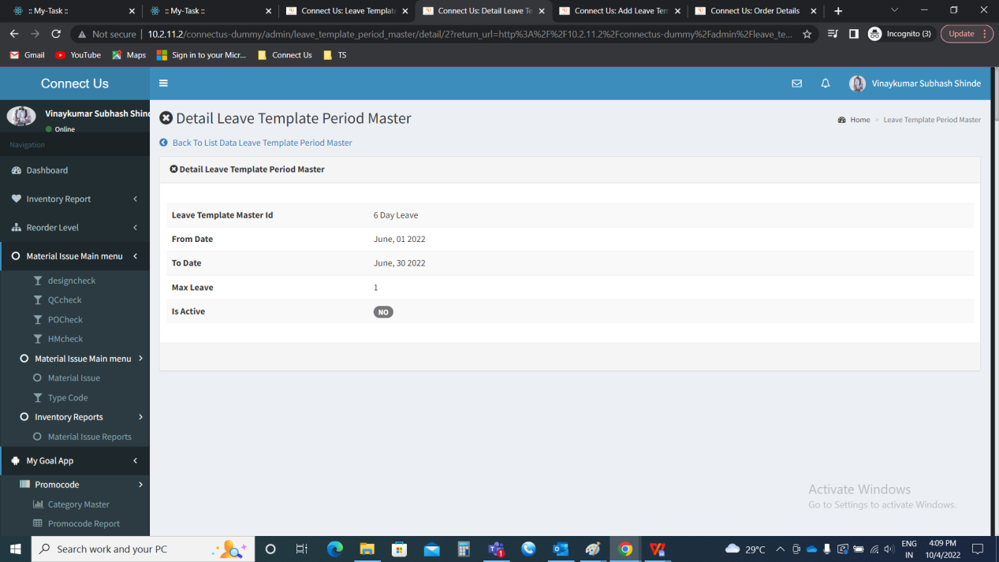 :: My-Task ::
:: My-Task ::
Connect Us: Leave Template
Connect Us: Detail Leave Te
Connect Us: Add Leave Tem
Connect Us: Order Details
Not secure | 10.2.11.2/connectus-dummy/admin/leave_template_period_master/detail/2?return_url=http%3A%2F%2F10.2.11.2%2Fconnectus-dummy%2Fadmin%2Fleave_te...
Incognito (3)
Update
Gmail
YouTube
Maps
Sign in to your Micr...
Connect Us
TS
Connect Us
Vinaykumar Subhash Shinde
Vinaykumar Subhash Shind
Online
Navigation
Dashboard
Inventory Report
Reorder Level
Material Issue Main menu
designcheck
QCcheck
POCheck
HMcheck
Material Issue Main menu
Material Issue
Type Code
Inventory Reports
Material Issue Reports
My Goal App
Promocode
Category Master
Promocode Report
Detail Leave Template Period Master
Home > Leave Template Period Master
Back To List Data Leave Template Period Master
Detail Leave Template Period Master
Leave Template Master Id 6 Day Leave
From Date June, 01 2022
To Date June, 30 2022
Max Leave 1
Is Active NO
Activate Windows
Go to Settings to activate Windows.
Search work and your PC
1
29°C
ENG
IN
4:09 PM
10/4/2022